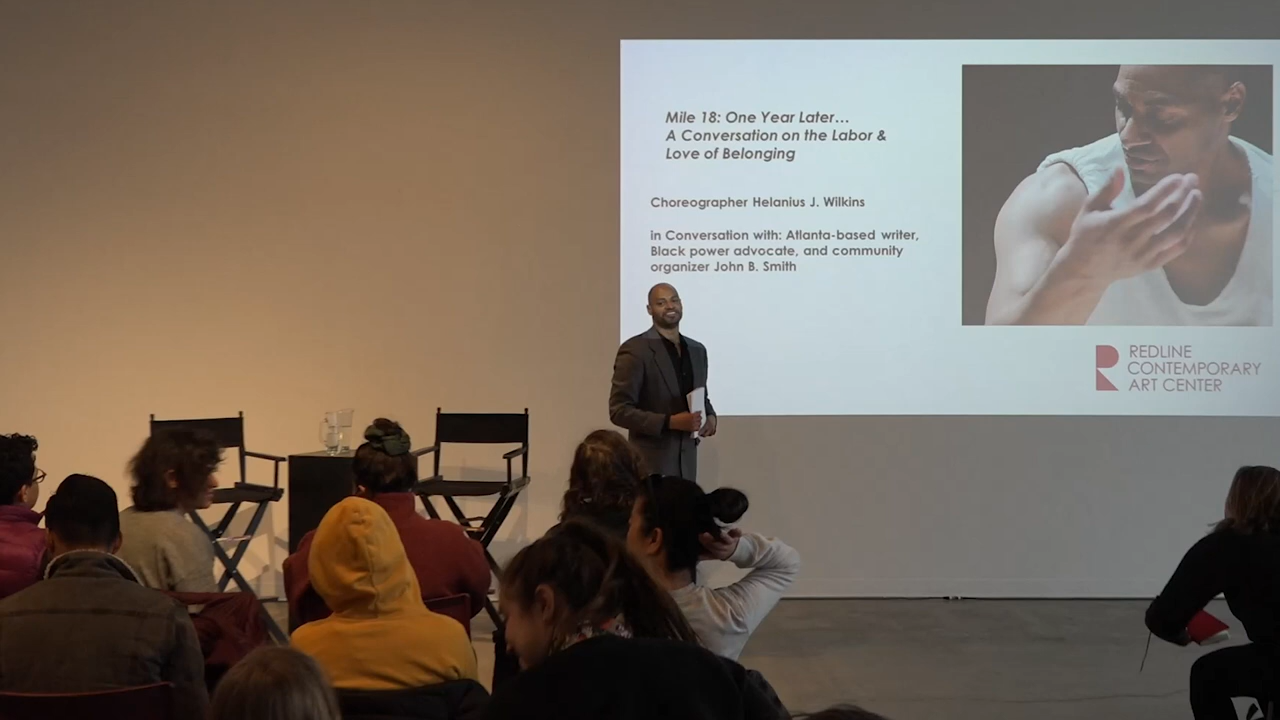 Mile 18: One Year Later…
A Conversation on the Labor &
Love of Belonging
Choreographer Helanius J. Wilkins
in Conversation with: Atlanta-based writer,
Black power advocate, and community
organizer John B. Smith
REDLINE
CONTEMPORARY
ART CENTER